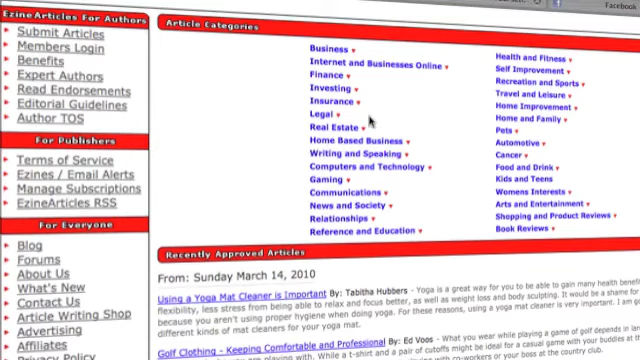 Facebook
EzineArticles For Authors
Submit Articles
Members Login
Benefits
Expert Authors
Read Endorsements
Editorial Guidelines
Author TOS
For Publishers
Terms of Service
Ezines / Email Alerts
Manage Subscriptions
EzineArticles RSS
For Everyone
Blog
Forums
About Us
What's New
Contact Us
Article Writing Shop
Advertising
Affiliates
Privacy Policy
Article Categories
Business
Internet and Businesses Online
Finance
Investing
Insurance
Legal
Real Estate
Home Based Business
Writing and Speaking
Computers and Technology
Gaming
Communications
News and Society
Relationships
Reference and Education
Health and Fitness
Self Improvement
Recreation and Sports
Travel and Leisure
Home Improvement
Home and Family
Pets
Automotive
Cancer
Food and Drink
Kids and Teens
Womens Interests
Arts and Entertainment
Shopping and Product Reviews
Book Reviews
Recently Approved Articles
From: Sunday March 14, 2010
Using a Yoga Mat Cleaner is Important By: Tabitha Hubbers - Yoga is a great way for you to be able to gain many health
flexibility, less stress from being able to relax and focus better, as well as weight loss and body sculpting. It would be a shame for
because you aren't using proper hygiene when doing yoga. For these reasons, using a yoga mat cleaner is very important. I am
different kinds of mat cleaners for your yoga mat.
Golf Clothing - Keeping Comfortable and Professional By: Ed Voos - What you wear while playing a game of golf depends in
are playing with. While a t-shirt and a pair of cutoffs might be ideal for a casual game with your buddies at
co-workers or your boss at the country club.